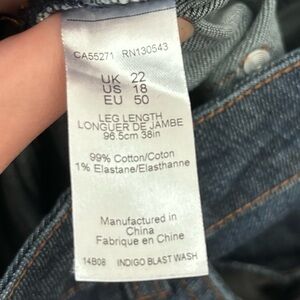 CA55271 RN130543
UK 22
US 18
EU 50
LEG LENGTH
LONGUER DE JAMBE
96.5cm 38in
99% Cotton/Coton
1% Elastane/Elasthanne
Manufactured in
China
Fabrique en Chine
14B08 INDIGO BLAST WASH